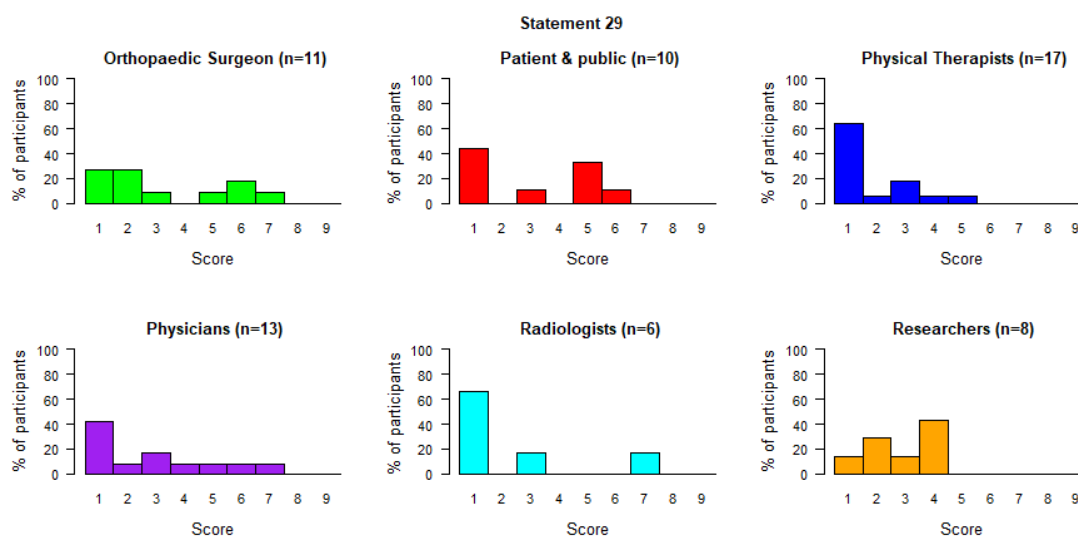 Statement 29
Orthopaedic Surgeon (n=11)
% of participants
100
80
60
40
20
0
1 2 3 4 5 6 7 8 9
Score
Patient & public (n=10)
% of participants
100
80
60
40
20
0
1 2 3 4 5 6 7 8 9
Score
Physical Therapists (n=17)
% of participants
100
80
60
40
20
0
1 2 3 4 5 6 7 8 9
Score
Physicians (n=13)
% of participants
100
80
60
40
20
0
1 2 3 4 5 6 7 8 9
Score
Radiologists (n=6)
% of participants
100
80
60
40
20
0
1 2 3 4 5 6 7 8 9
Score
Researchers (n=8)
% of participants
100
80
60
40
20
0
1 2 3 4 5 6 7 8 9
Score